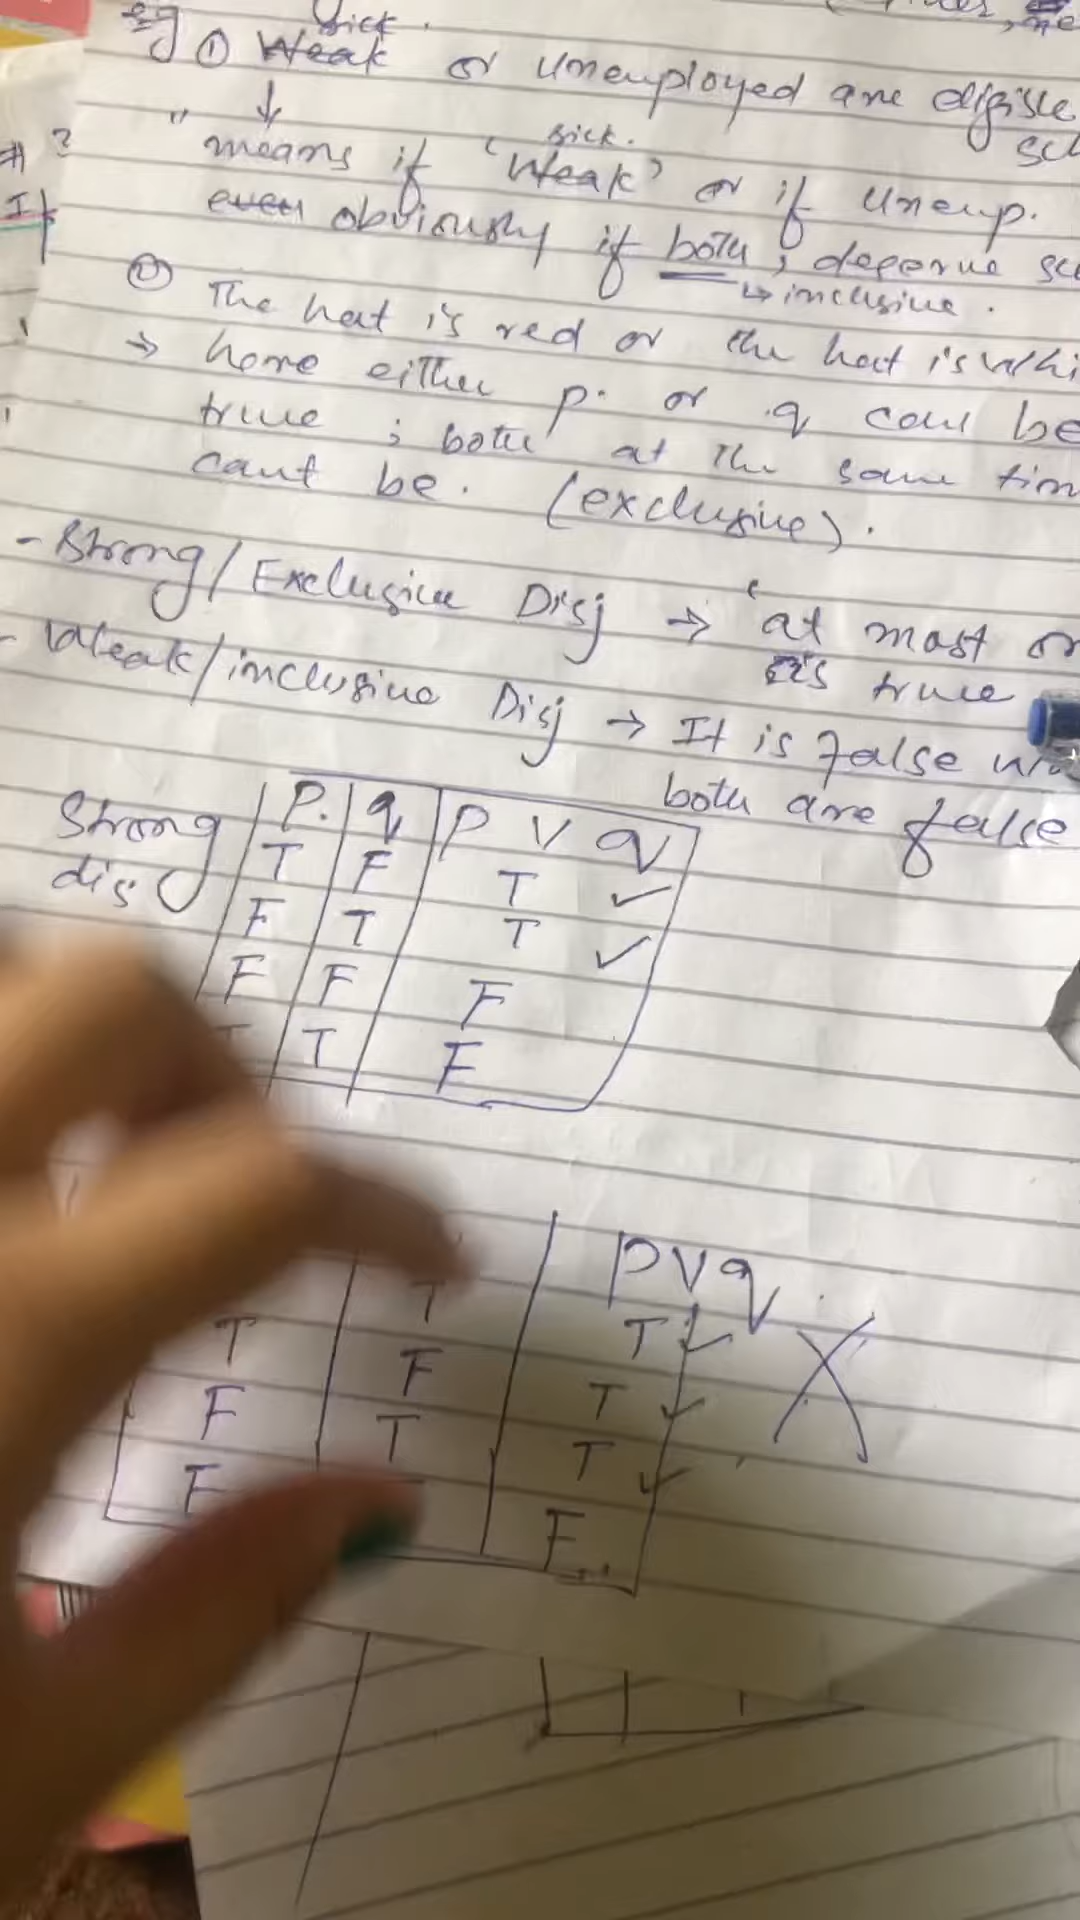 eg ① Weak sick. or unemployed are eligible
"means if 'Weak' sick. or if unemp.
even obviously if both, deserve
↳ inclusive.
② The hat is red or the hat is
→ here either p. or q can be
true ; both at the same
cant be. (exclusive).
- Strong/Exclusive Disj → 'at most
is true
- Weak/inclusive Disj → It is false
both are false
Strong dis
P. q P V q
T F T ✓
F T T ✓
F F F
T F
P V q
T T ✓
T F T ✓
F T T ✓
F F